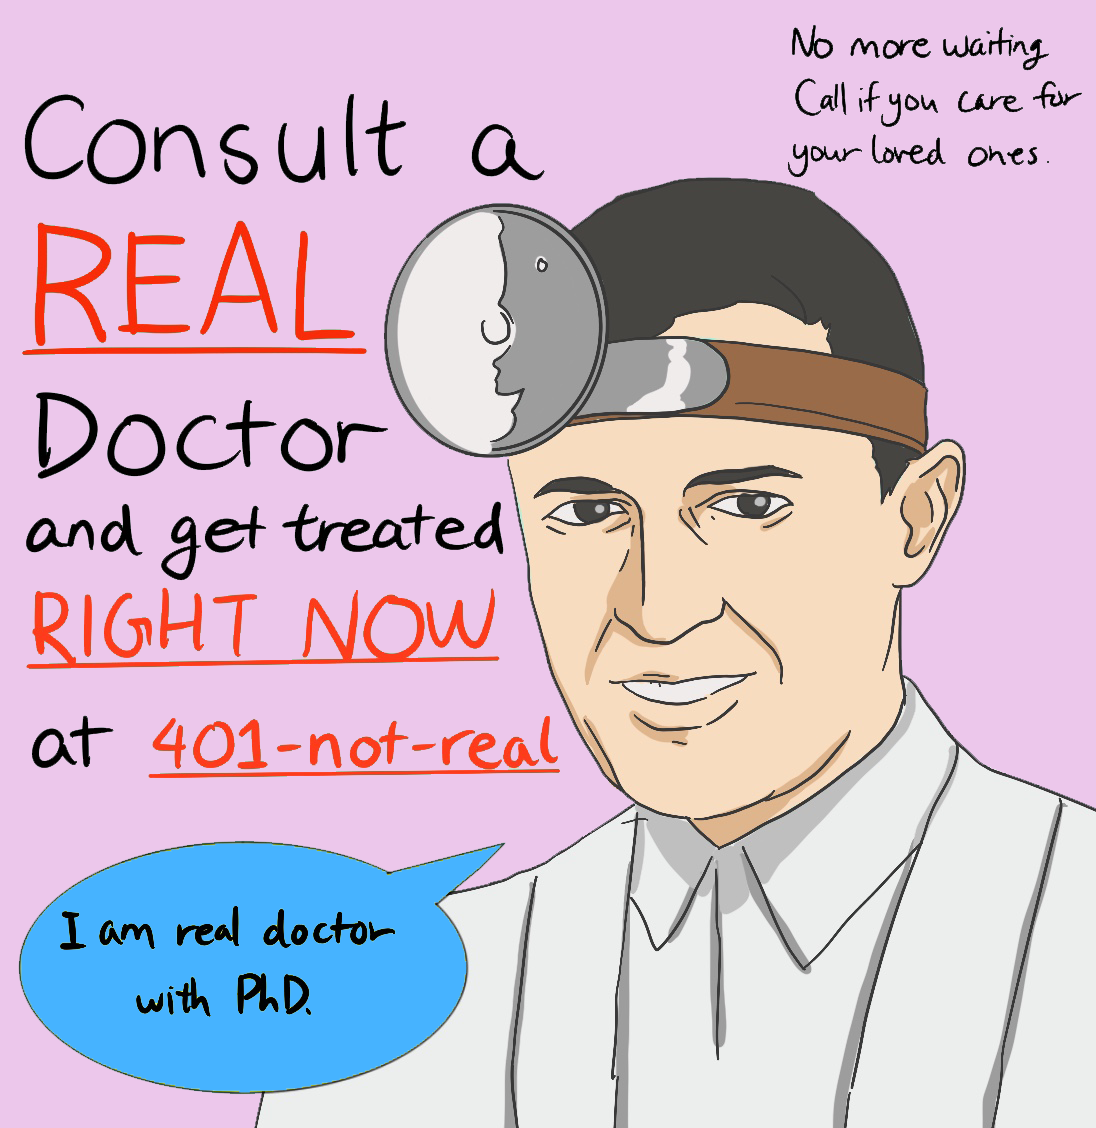 No more waiting
Call if you care for
your loved ones.
Consult a
REAL
Doctor
and get treated
RIGHT NOW
at 401-not-real
I am real doctor
with PhD.